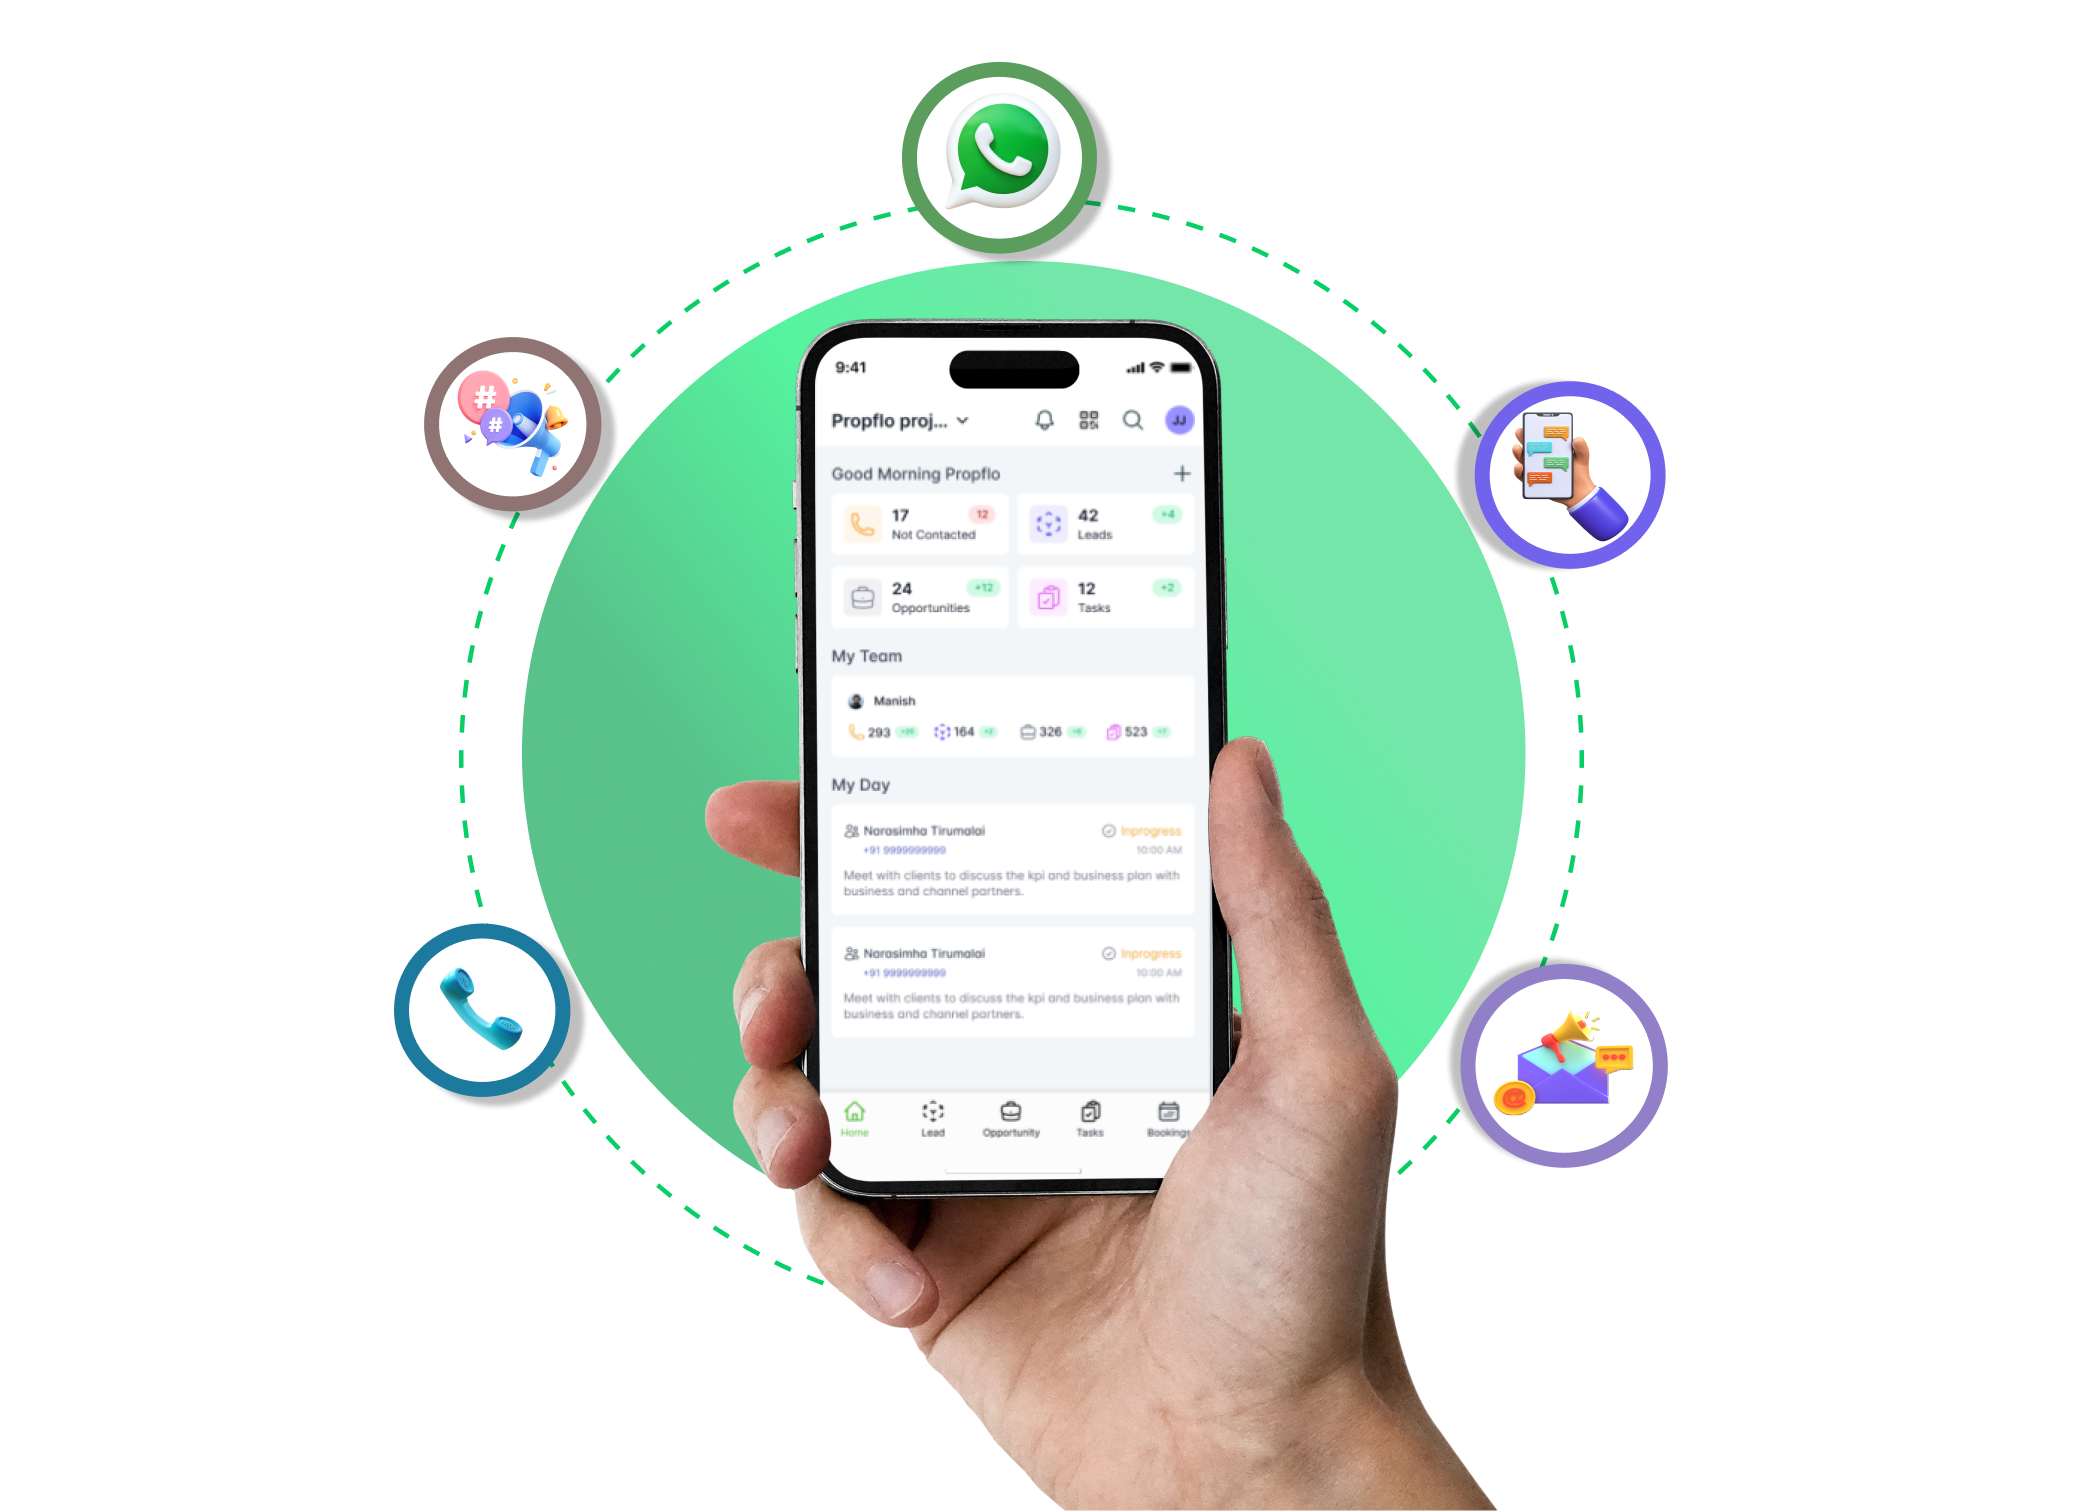 9:41
Propflo proj...
JJ
Good Morning Propflo
17
12
Not Contacted
42
+4
Leads
24
+12
Opportunities
12
+2
Tasks
My Team
Manish
293
164
326
523
My Day
Narasimha Tirumalai
Inprogress
+91 9999999999
10:00 AM
Meet with clients to discuss the kpi and business plan with
business and channel partners.
Narasimha Tirumalai
Inprogress
+91 9999999999
10:00 AM
Meet with clients to discuss the kpi and business plan with
business and channel partners.
Home
Lead
Opportunity
Tasks
Bookings
#
#
@